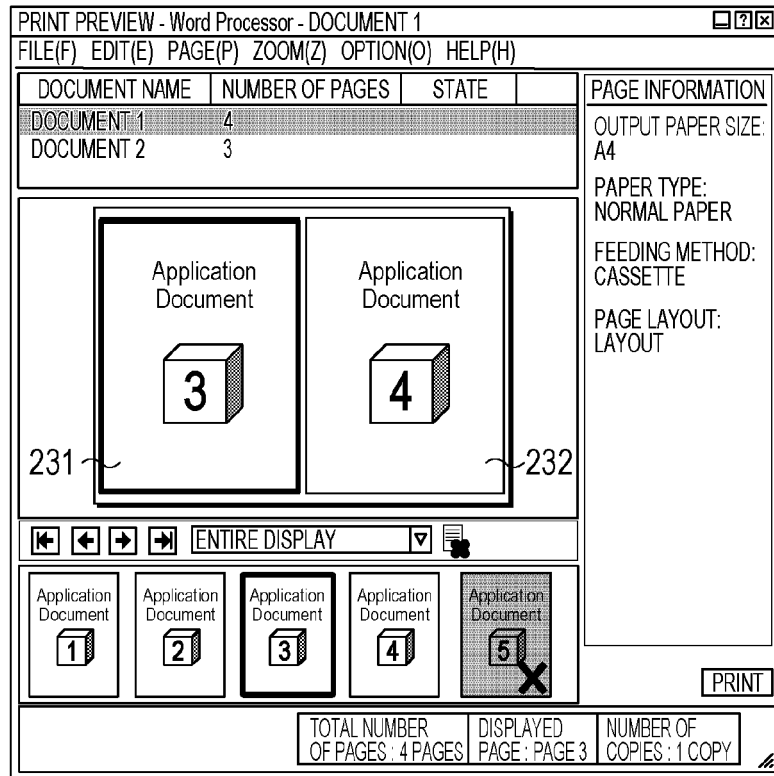 PRINT PREVIEW - Word Processor - DOCUMENT 1
FILE(F) EDIT(E) PAGE(P) ZOOM(Z) OPTION(O) HELP(H)
DOCUMENT NAME NUMBER OF PAGES STATE
DOCUMENT 1 4
DOCUMENT 2 3
PAGE INFORMATION
OUTPUT PAPER SIZE:
A4
PAPER TYPE:
NORMAL PAPER
FEEDING METHOD:
CASSETTE
PAGE LAYOUT:
LAYOUT
Application
Document
3
Application
Document
4
231
232
ENTIRE DISPLAY
Application
Document
1
Application
Document
2
Application
Document
3
Application
Document
4
Application
Document
5
PRINT
TOTAL NUMBER
OF PAGES : 4 PAGES
DISPLAYED
PAGE : PAGE 3
NUMBER OF
COPIES : 1 COPY